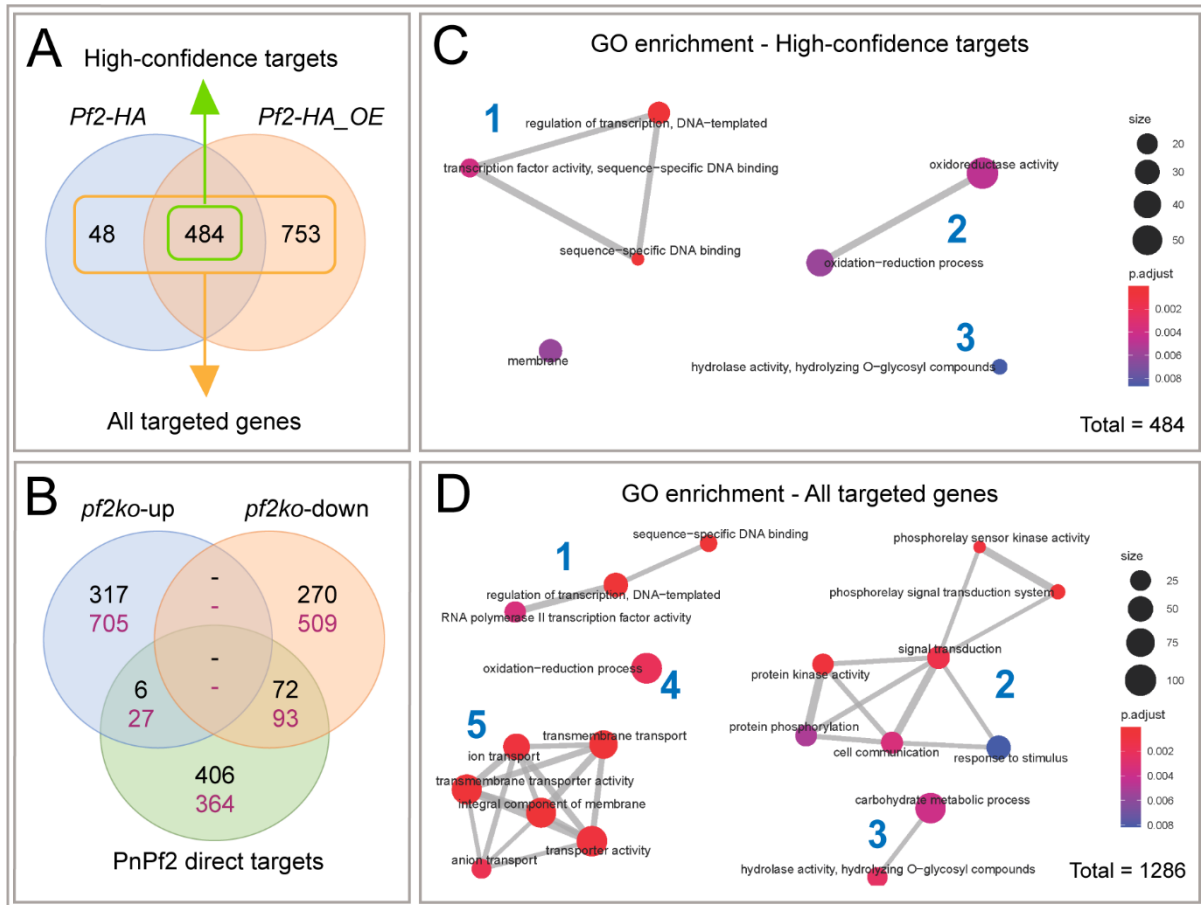 A
High-confidence targets
Pf2-HA
Pf2-HA_OE
48
484
753
All targeted genes
B
pf2ko-up
pf2ko-down
317
705
-
-
270
509
-
-
6
27
72
93
406
364
PnPf2 direct targets
C
GO enrichment - High-confidence targets
1
regulation of transcription, DNA-templated
transcription factor activity, sequence-specific DNA binding
sequence-specific DNA binding
oxidoreductase activity
2
oxidation-reduction process
membrane
3
hydrolase activity, hydrolyzing O-glycosyl compounds
size
20
30
40
50
p.adjust
0.002
0.004
0.006
0.008
Total = 484
D
GO enrichment - All targeted genes
1
sequence-specific DNA binding
regulation of transcription, DNA-templated
RNA polymerase II transcription factor activity
oxidation-reduction process
4
5
transmembrane transport
ion transport
transmembrane transporter activity
integral component of membrane
transporter activity
anion transport
phosphorelay sensor kinase activity
phosphorelay signal transduction system
signal transduction
protein kinase activity
2
protein phosphorylation
cell communication
response to stimulus
carbohydrate metabolic process
3
hydrolase activity, hydrolyzing O-glycosyl compounds
size
25
50
75
100
p.adjust
0.002
0.004
0.006
0.008
Total = 1286